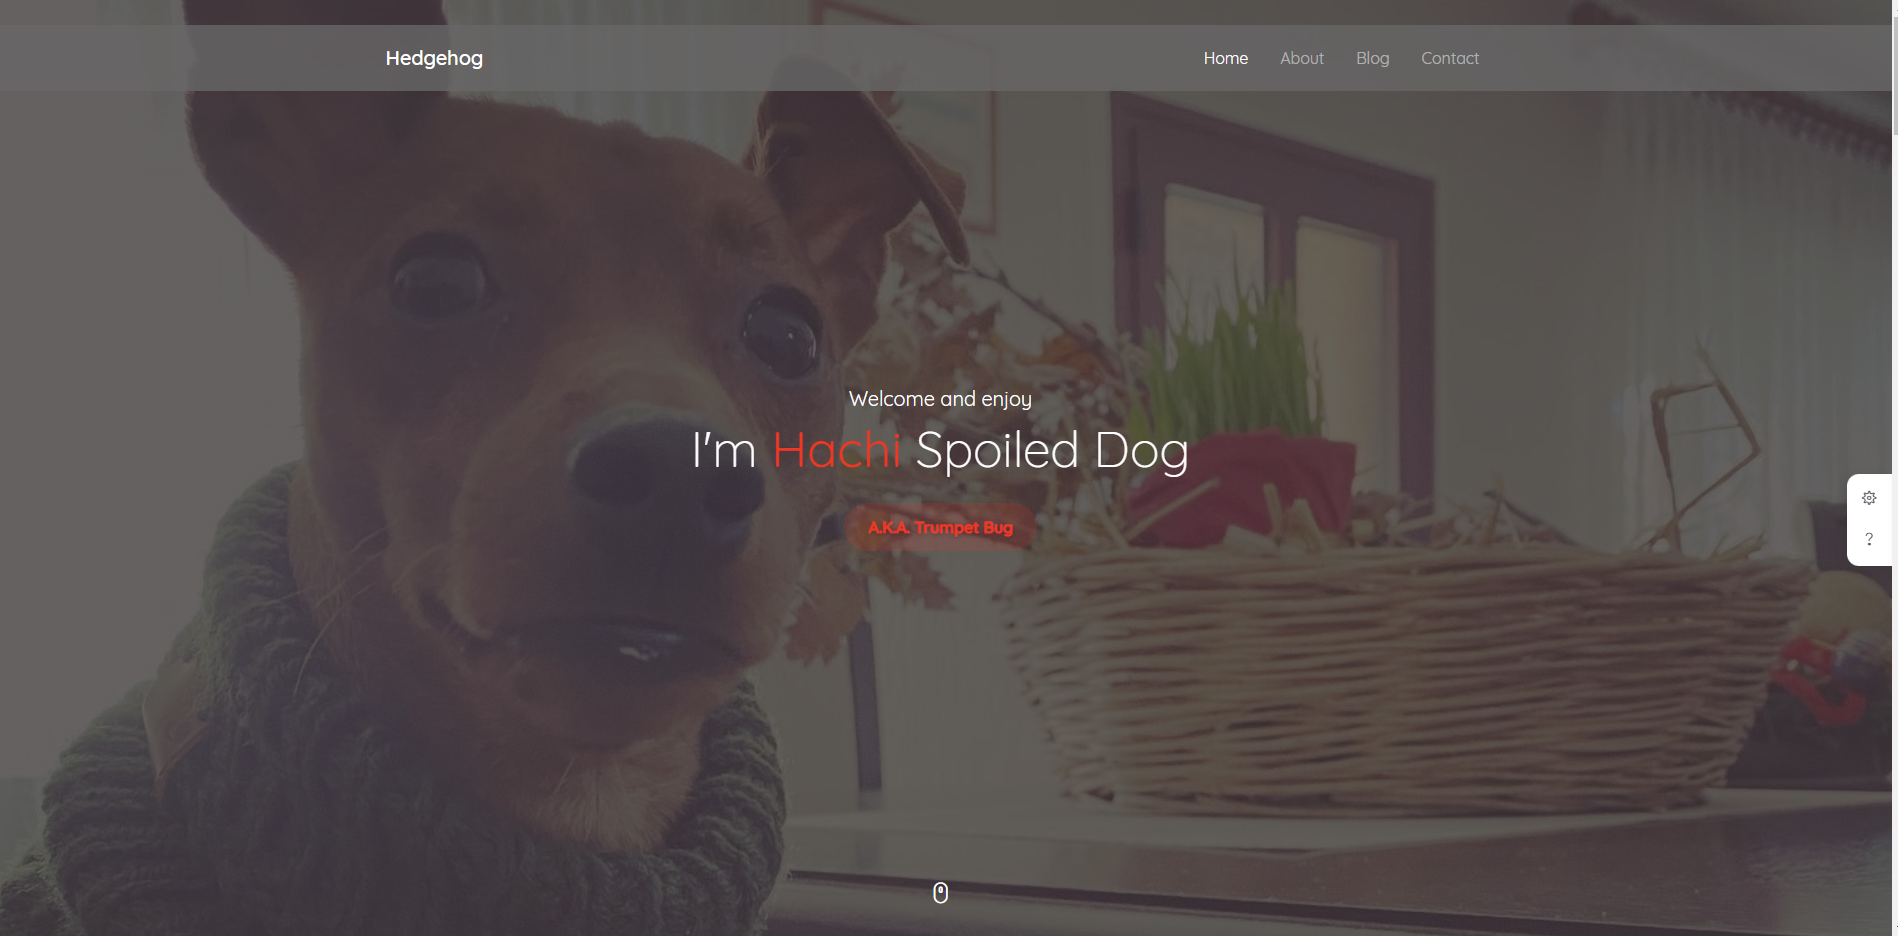 Hedgehog
Home About Blog Contact
Welcome and enjoy
I'm Hachi Spoiled Dog
A.K.A. Trumpet Bug
?